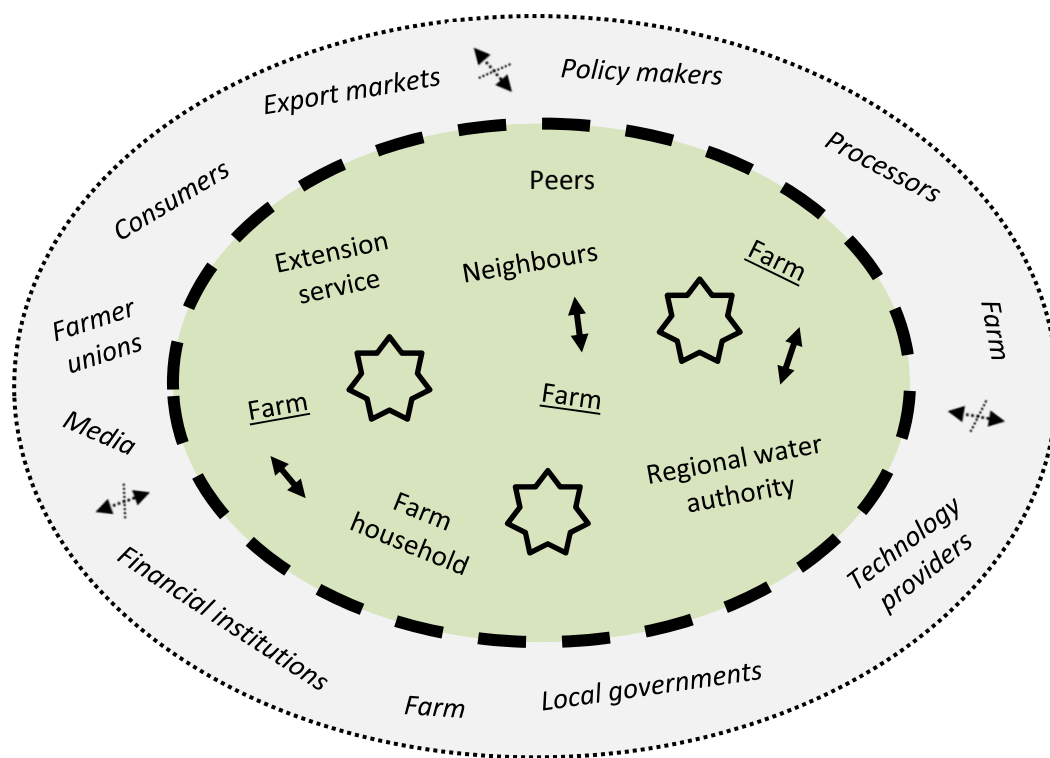 Export markets
Policy makers
Processors
Consumers
Peers
Extension
service
Neighbours
Farm
Farmer
unions
Farm
Farm
Farm
Media
Regional water
authority
Farm
household
Technology
providers
Financial institutions
Farm
Local governments